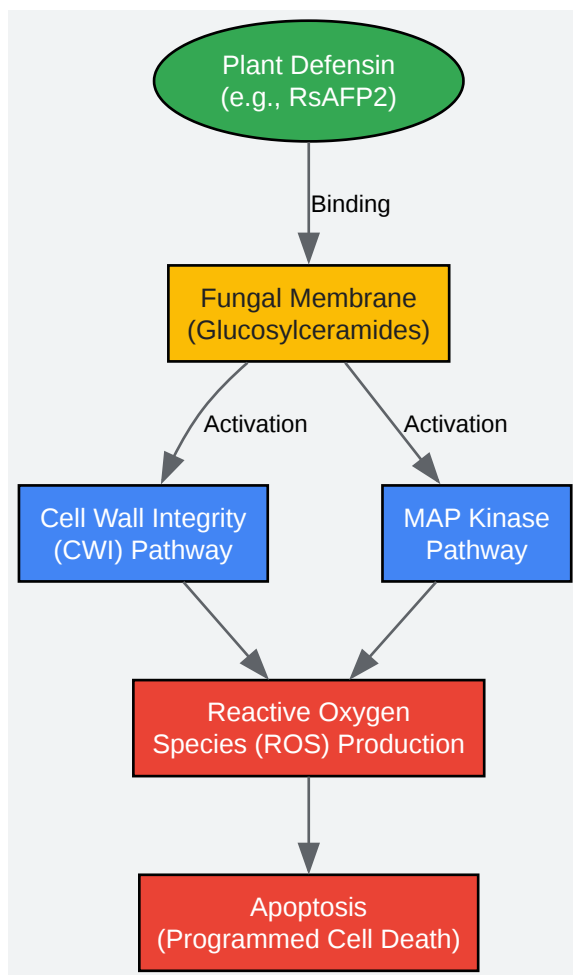 Plant Defensin
(e.g., RsAFP2)
Binding
Fungal Membrane
(Glucosylceramides)
Activation
Activation
Cell Wall Integrity
(CWI) Pathway
MAP Kinase
Pathway
Reactive Oxygen
Species (ROS) Production
Apoptosis
(Programmed Cell Death)